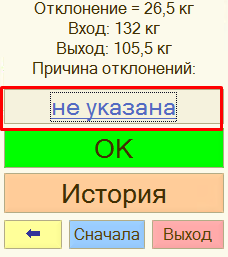 Отклонение = 26,5 кг
Вход: 132 кг
Выход: 105,5 кг
Причина отклонений:
не указана
OK
История
Сначала Выход